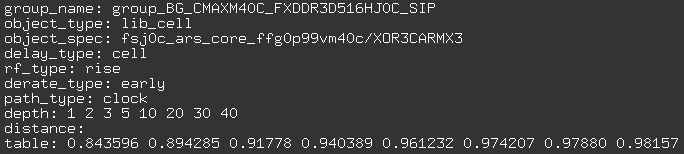 group_name: group_BG_CMAXM40C_FXDDR3D516HJ0C_SIP
object_type: lib_cell
object_spec: fsj0c_ars_core_ffg0p99vm40c/XOR3CARMX3
delay_type: cell
rf_type: rise
derate_type: early
path_type: clock
depth: 1 2 3 5 10 20 30 40
distance:
table: 0.843596 0.894285 0.91778 0.940389 0.961232 0.974207 0.97880 0.98157